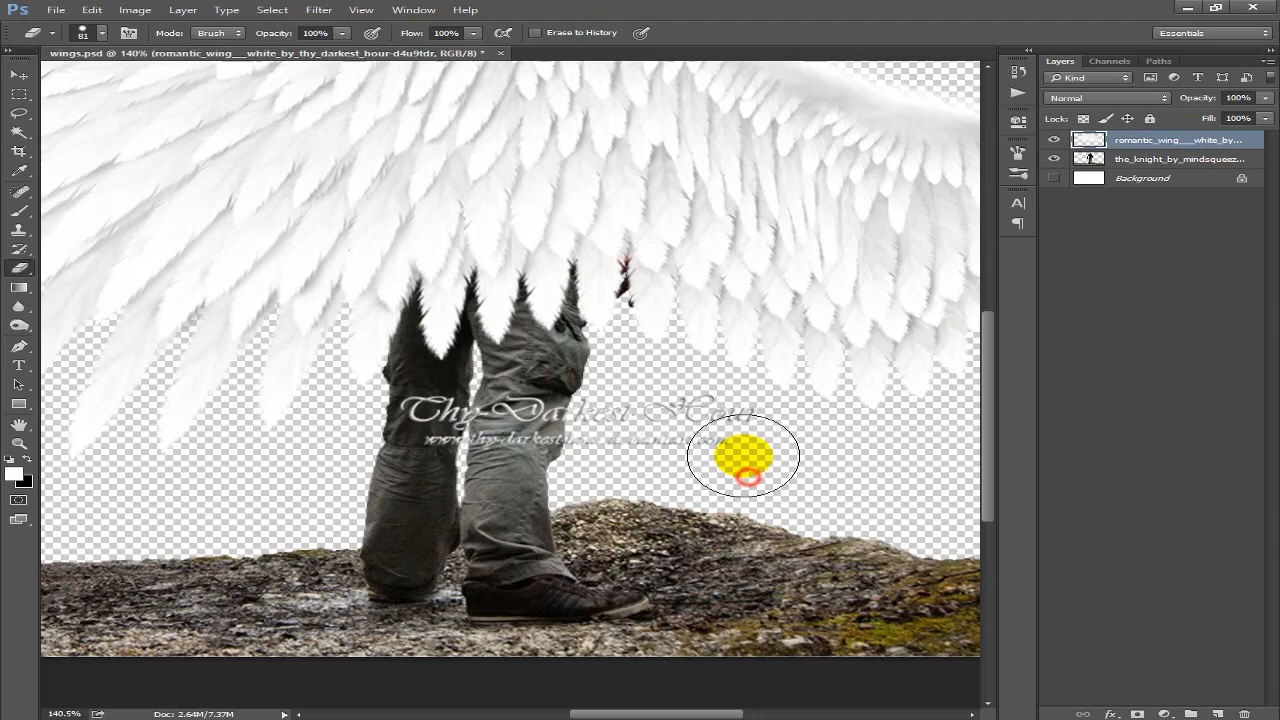 Ps File Edit Image Layer Type Select Filter View Window Help
81 Mode: Brush Opacity: 100% Flow: 100% Erase to History Essentials
wings.psd @ 140% (romantic_wing___white_by_thy_darkest_hour-d4u9tdr, RGB/8) * ×
Layers Channels Paths
Kind
Normal Opacity: 100%
Lock: Fill: 100%
romantic_wing___white_by...
the_knight_by_mindsqueez...
Background
Thy-Darkest-Hour
140.5% Doc: 2.64M/7.37M